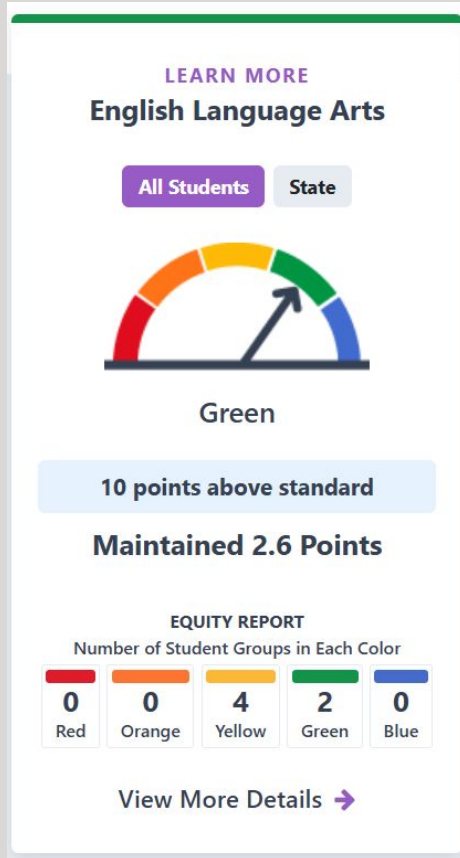 LEARN MORE
English Language Arts
All Students State
Green
10 points above standard
Maintained 2.6 Points
EQUITY REPORT
Number of Student Groups in Each Color
0 0 4 2 0
Red Orange Yellow Green Blue
View More Details